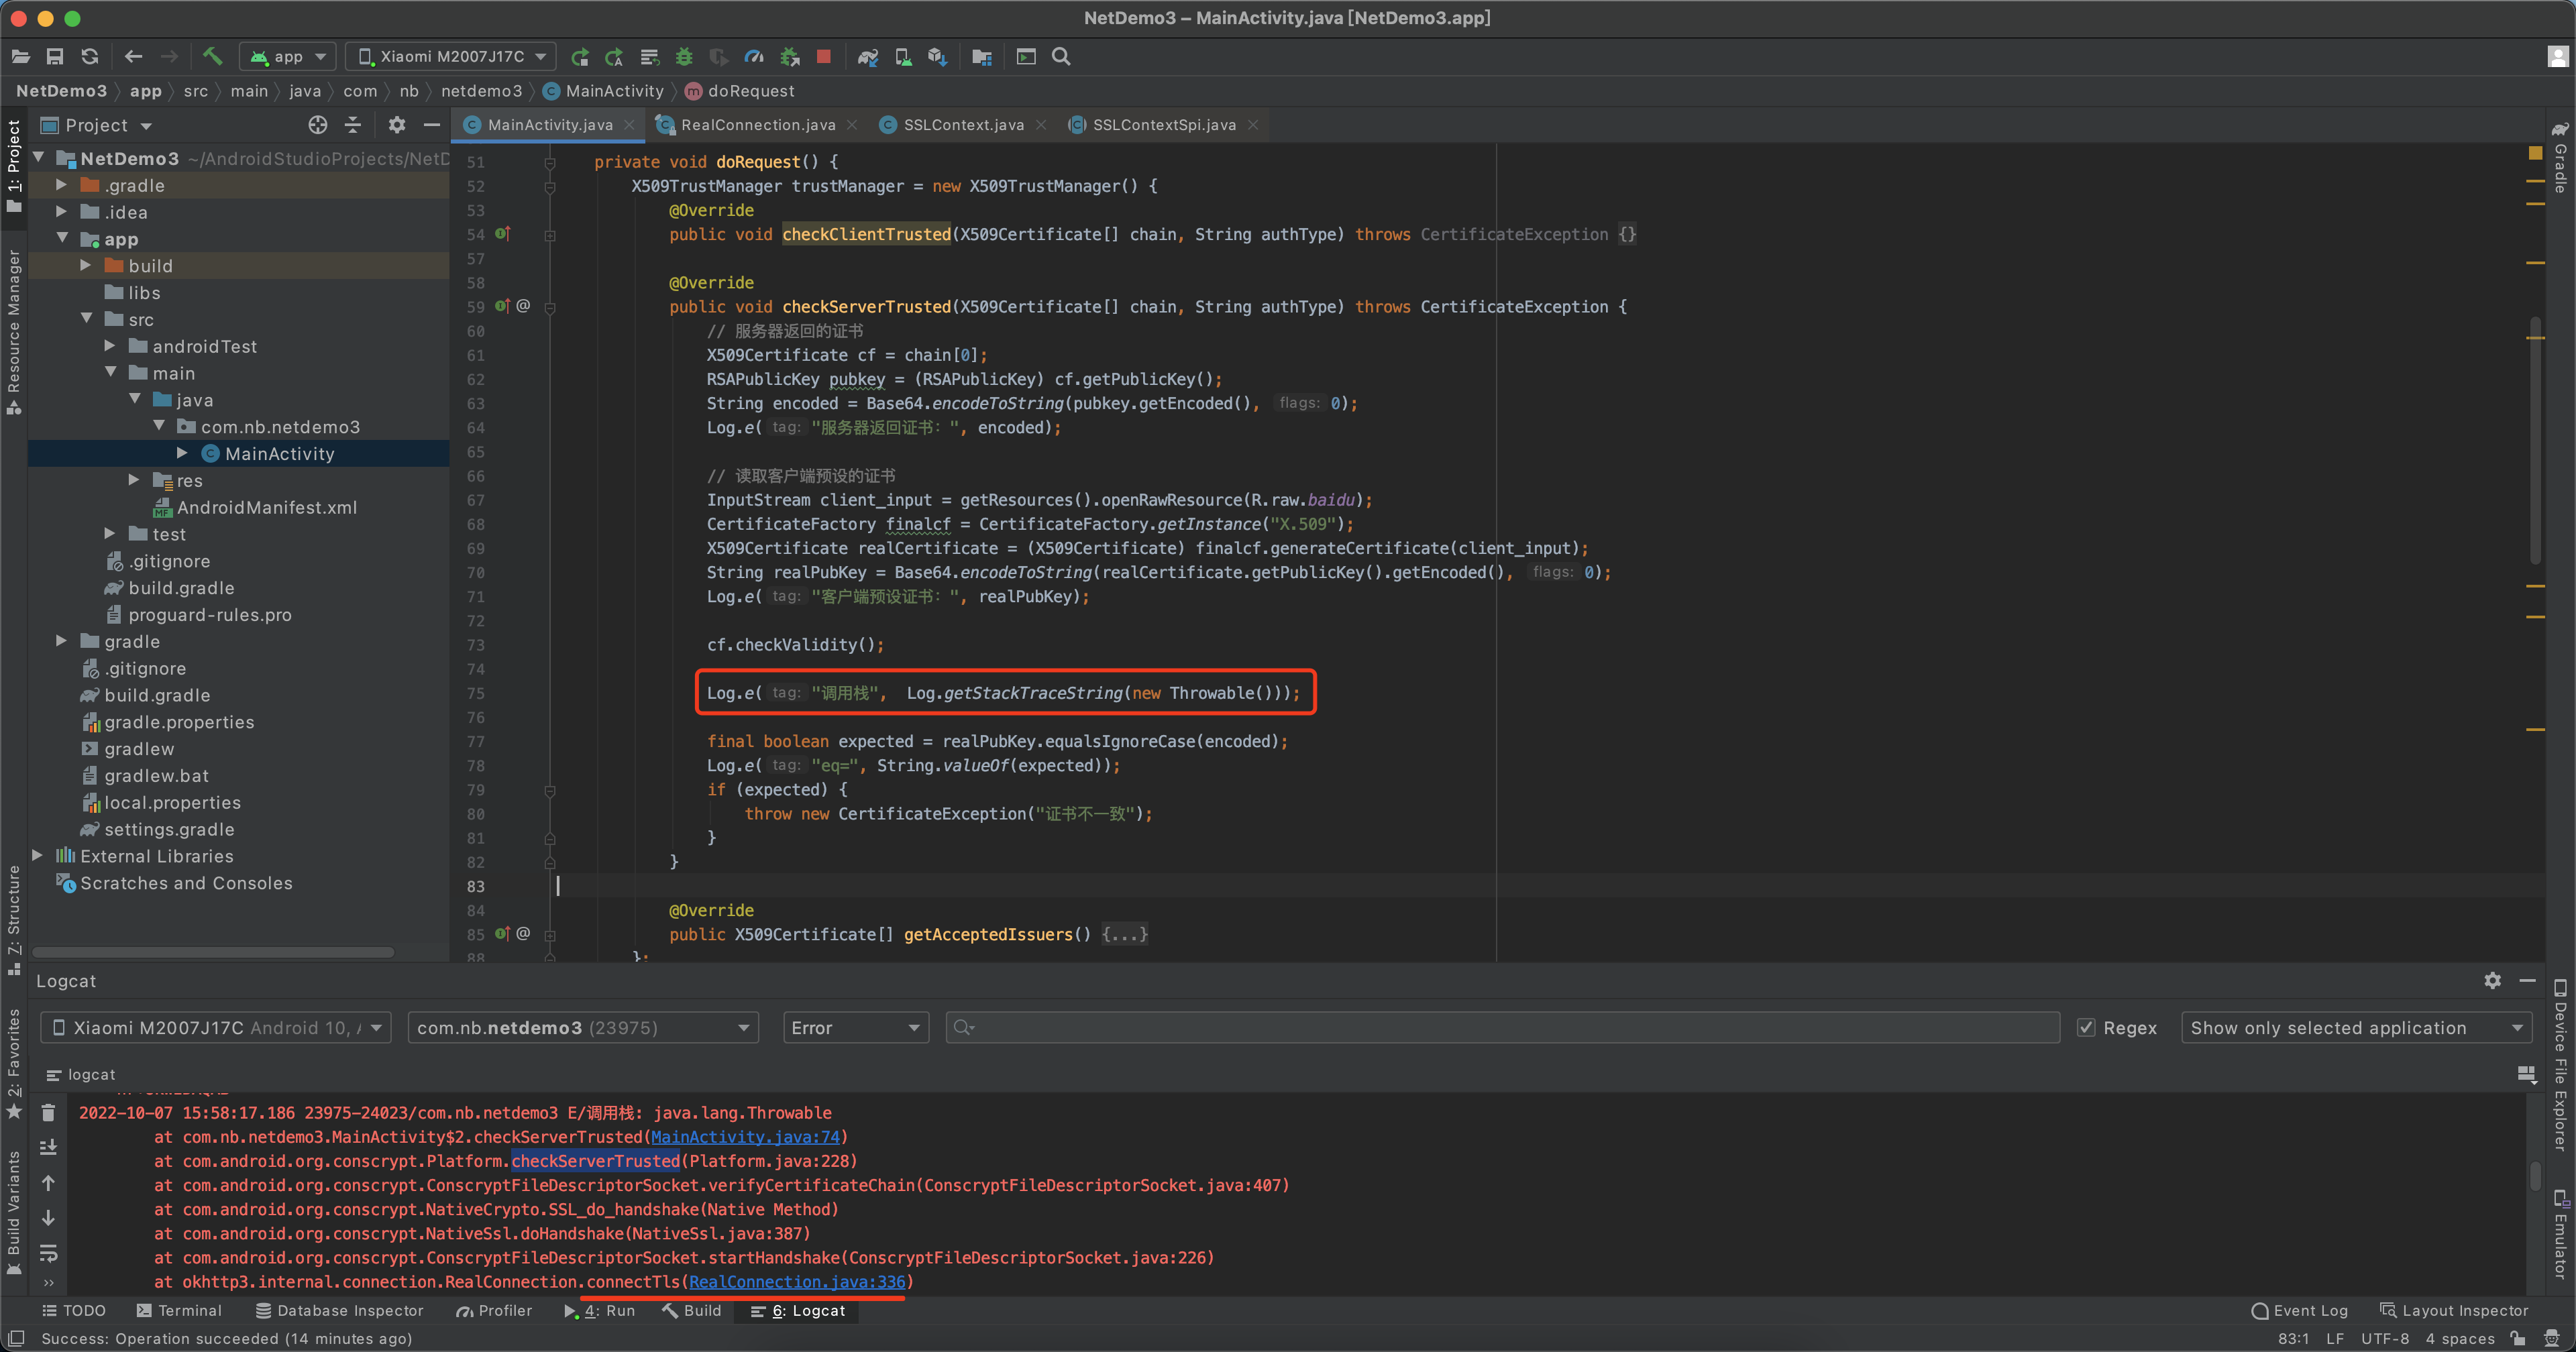 NetDemo3 – MainActivity.java [NetDemo3.app]
app
Xiaomi M2007J17C
NetDemo3 app src main java com nb netdemo3 MainActivity doRequest
Project
MainActivity.java RealConnection.java SSLContext.java SSLContextSpi.java
1: Project
Resource Manager
Z: Structure
2: Favorites
Build Variants
Gradle
Device File Explorer
Emulator
NetDemo3 ~/AndroidStudioProjects/NetD
.gradle
.idea
app
build
libs
src
androidTest
main
java
com.nb.netdemo3
MainActivity
res
AndroidManifest.xml
test
.gitignore
build.gradle
proguard-rules.pro
gradle
.gitignore
build.gradle
gradle.properties
gradlew
gradlew.bat
local.properties
settings.gradle
External Libraries
Scratches and Consoles
51 private void doRequest() {
52 X509TrustManager trustManager = new X509TrustManager() {
53 @Override
54 public void checkClientTrusted(X509Certificate[] chain, String authType) throws CertificateException {}
57
58 @Override
59 @ public void checkServerTrusted(X509Certificate[] chain, String authType) throws CertificateException {
60 // 服务器返回的证书
61 X509Certificate cf = chain[0];
62 RSAPublicKey pubkey = (RSAPublicKey) cf.getPublicKey();
63 String encoded = Base64.encodeToString(pubkey.getEncoded(), flags: 0);
64 Log.e( tag: "服务器返回证书: ", encoded);
65
66 // 读取客户端预设的证书
67 InputStream client_input = getResources().openRawResource(R.raw.baidu);
68 CertificateFactory finalcf = CertificateFactory.getInstance("X.509");
69 X509Certificate realCertificate = (X509Certificate) finalcf.generateCertificate(client_input);
70 String realPubKey = Base64.encodeToString(realCertificate.getPublicKey().getEncoded(), flags: 0);
71 Log.e( tag: "客户端预设证书: ", realPubKey);
72
73 cf.checkValidity();
74
75 Log.e( tag: "调用栈", Log.getStackTraceString(new Throwable()));
76
77 final boolean expected = realPubKey.equalsIgnoreCase(encoded);
78 Log.e( tag: "eq=", String.valueOf(expected));
79 if (expected) {
80 throw new CertificateException("证书不一致");
81 }
82 }
83
84 @Override
85 @ public X509Certificate[] getAcceptedIssuers() {...}
88 };
Logcat
Xiaomi M2007J17C Android 10, com.nb.netdemo3 (23975) Error Regex Show only selected application
logcat
2022-10-07 15:58:17.186 23975-24023/com.nb.netdemo3 E/调用栈: java.lang.Throwable
at com.nb.netdemo3.MainActivity$2.checkServerTrusted(MainActivity.java:74)
at com.android.org.conscrypt.Platform.checkServerTrusted(Platform.java:228)
at com.android.org.conscrypt.ConscryptFileDescriptorSocket.verifyCertificateChain(ConscryptFileDescriptorSocket.java:407)
at com.android.org.conscrypt.NativeCrypto.SSL_do_handshake(Native Method)
at com.android.org.conscrypt.NativeSsl.doHandshake(NativeSsl.java:387)
at com.android.org.conscrypt.ConscryptFileDescriptorSocket.startHandshake(ConscryptFileDescriptorSocket.java:226)
at okhttp3.internal.connection.RealConnection.connectTls(RealConnection.java:336)
TODO Terminal Database Inspector Profiler 4: Run Build 6: Logcat Event Log Layout Inspector
Success: Operation succeeded (14 minutes ago) 83:1 LF UTF-8 4 spaces